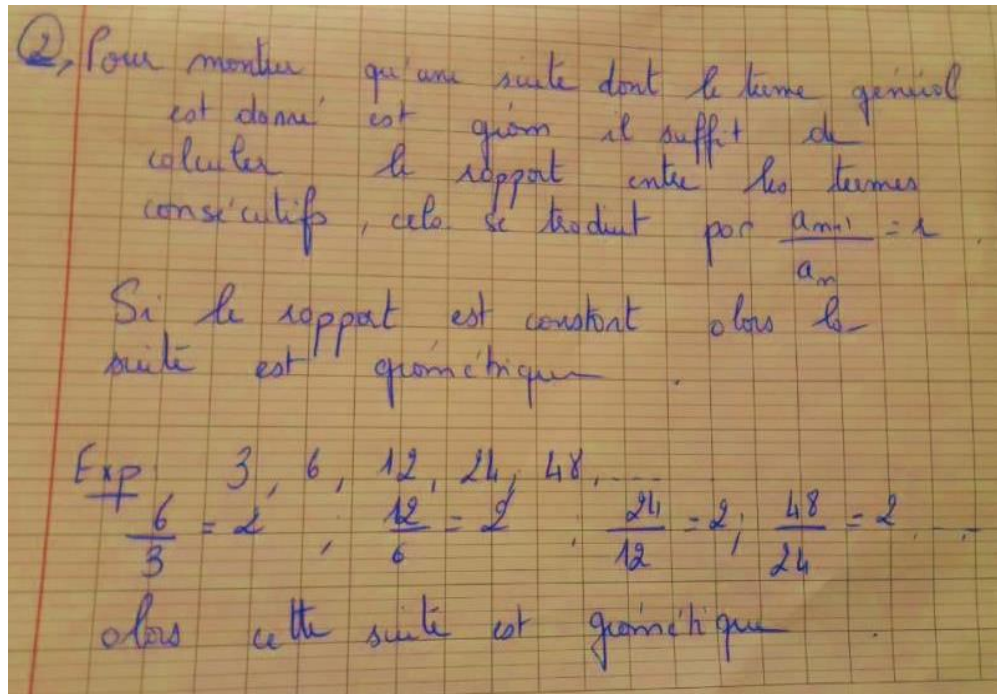 2, Pour montrer qu'une suite dont le terme général
est donné est géom il suffit de
calculer le rapport entre les termes
consécutifs, cela se traduit par a_{n+1}/a_n = r.
Si le rapport est constant alors la
suite est géométrique.
Exp: 3, 6, 12, 24, 48, ....
6/3 = 2 ; 12/6 = 2 ; 24/12 = 2 ; 48/24 = 2 ....
alors cette suite est géométrique.